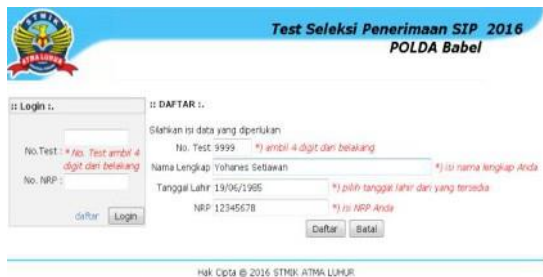 STMIK
ATMA LUHUR
Test Seleksi Penerimaan SIP 2016
POLDA Babel
:: Login :.
No.Test : *) No. Test ambil 4
digit dari belakang
No. NRP :
daftar Login
:: DAFTAR :.
Silahkan isi data yang diperlukan
No. Test 9999 *) ambil 4 digit dari belakang
Nama Lengkap Yohanes Setiawan *) isi nama lengkap Anda
Tanggal Lahir 19/06/1985 *) pilih tanggal lahir dari yang tersedia
NRP 12345678 *) isi NRP Anda
Daftar Batal
Hak Cipta @ 2016 STMIK ATMA LUHUR